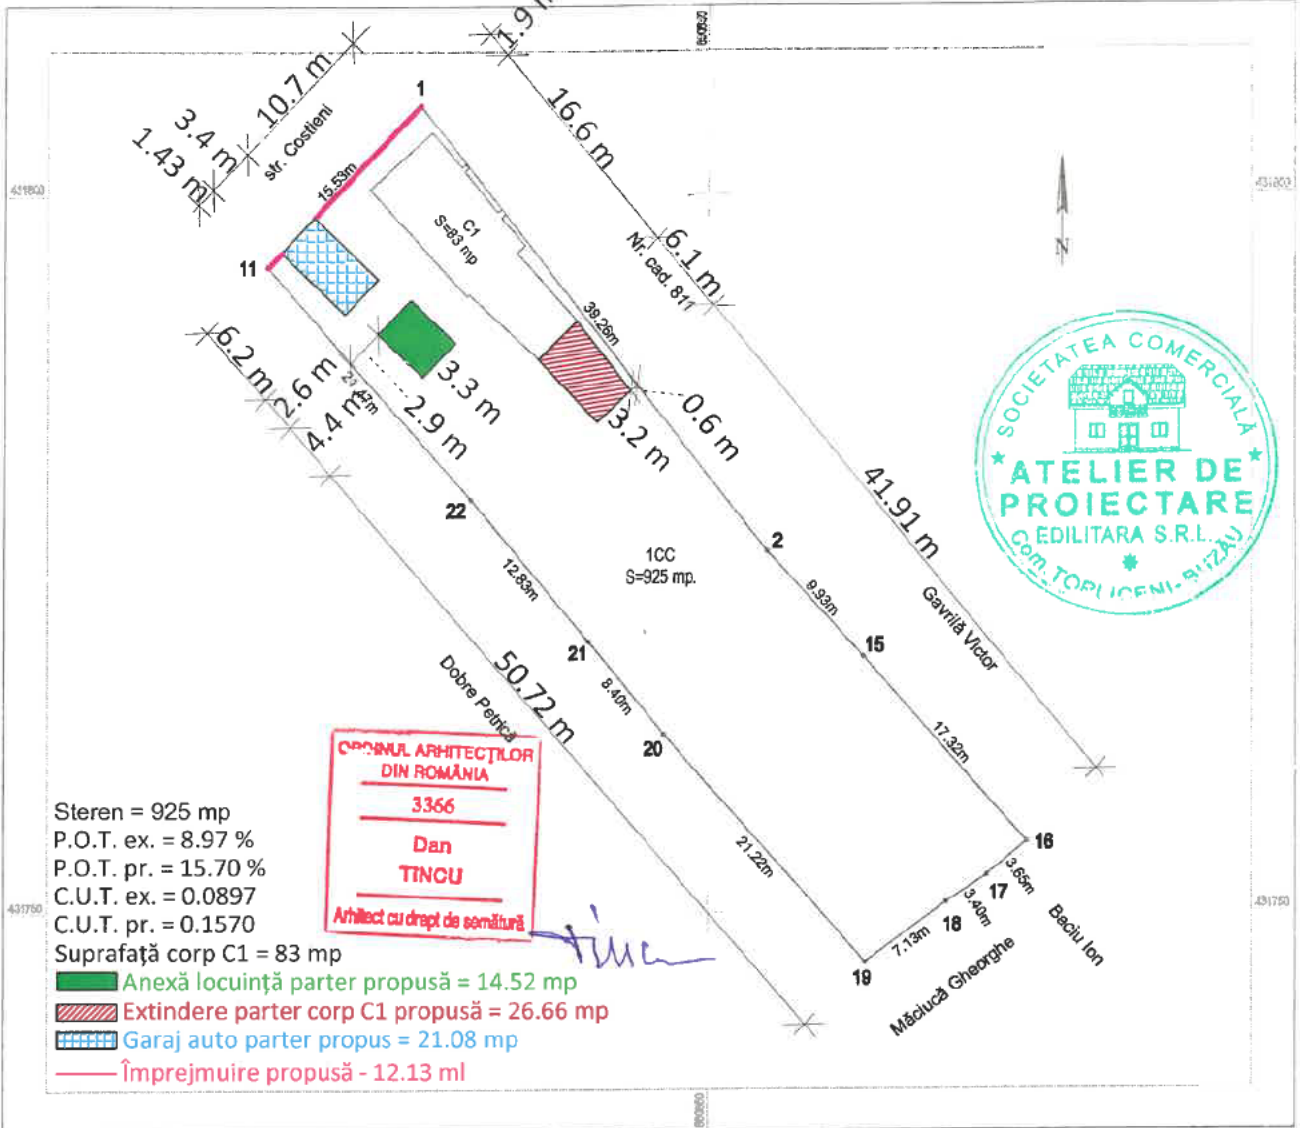 1.9
10.7 m
3.4 m
1.43 m
str. Costieni
15.53m
1
11
16.6 m
6.1 m
Nr. cad. 811
C1
S=83 mp
39.26m
431800
431800
N
6.2 m
2.6 m
4.4 m
2.9 m
3.3 m
3.2 m
0.6 m
41.91 m
22
12.83m
21
8.40m
20
21.22m
19
1CC
S=925 mp.
2
9.93m
15
17.32m
16
3.65m
17
3.40m
18
7.13m
Gavrilă Victor
Dobre Petrică
50.72 m
Beciu Ion
Măciucă Gheorghe
SOCIETATEA COMERCIALĂ
ATELIER DE
PROIECTARE
EDILITARA S.R.L.
Com. TOPLICENI - BUZĂU
ORDINUL ARHITECȚILOR
DIN ROMÂNIA
3366
Dan
TINCU
Arhitect cu drept de semătură
Steren = 925 mp
P.O.T. ex. = 8.97 %
P.O.T. pr. = 15.70 %
C.U.T. ex. = 0.0897
C.U.T. pr. = 0.1570
Suprafață corp C1 = 83 mp
Anexă locuință parter propusă = 14.52 mp
Extindere parter corp C1 propusă = 26.66 mp
Garaj auto parter propus = 21.08 mp
Împrejmuire propusă - 12.13 ml
431750
431750